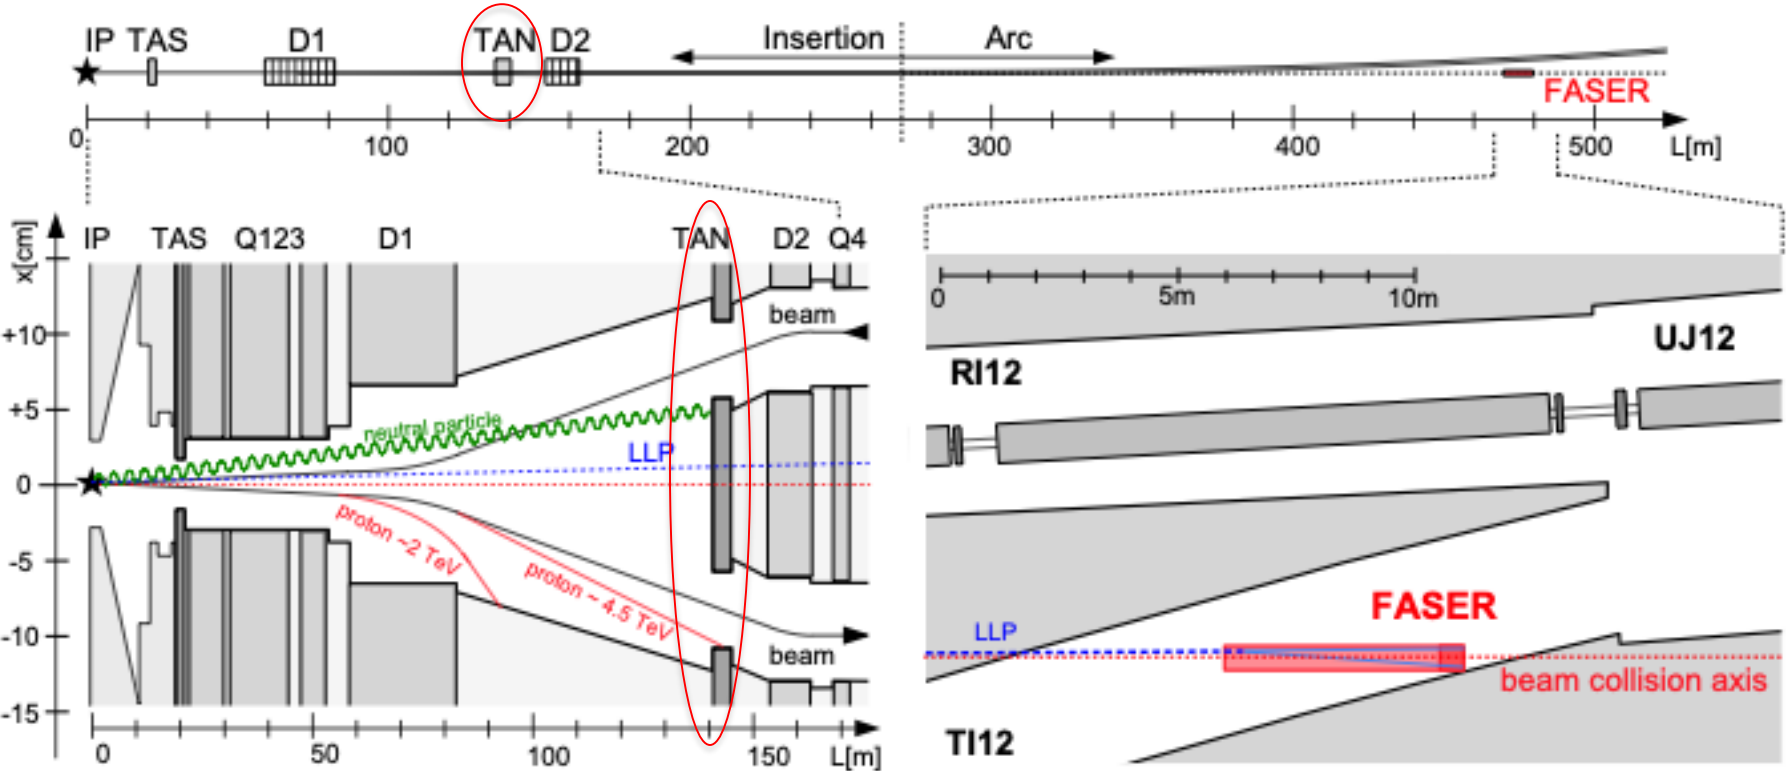 IP TAS D1 TAN D2 Insertion Arc
FASER
0 100 200 300 400 500 L[m]
x[cm]
IP TAS Q123 D1 TAN D2 Q4
+10
+5
0
-5
-10
-15
beam
neutral particle
LLP
proton ~2 TeV
proton ~ 4.5 TeV
beam
0 50 100 150 L[m]
0 5m 10m
UJ12
RI12
FASER
LLP
beam collision axis
TI12